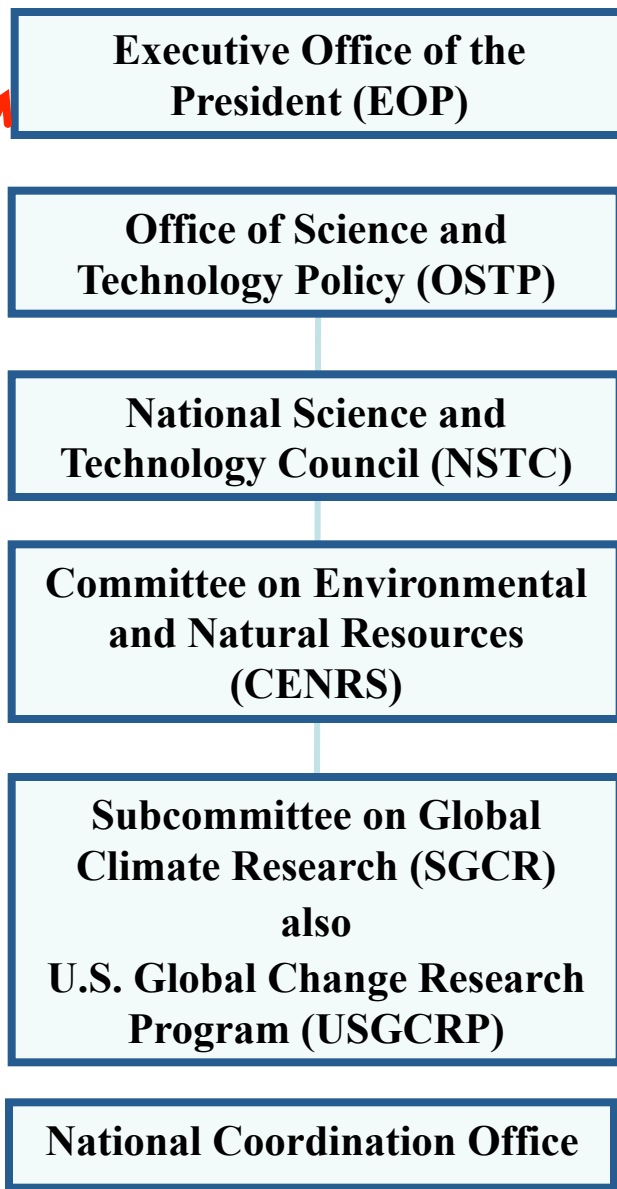 Executive Office of the
President (EOP)
Office of Science and
Technology Policy (OSTP)
National Science and
Technology Council (NSTC)
Committee on Environmental
and Natural Resources
(CENRS)
Subcommittee on Global
Climate Research (SGCR)
also
U.S. Global Change Research
Program (USGCRP)
National Coordination Office